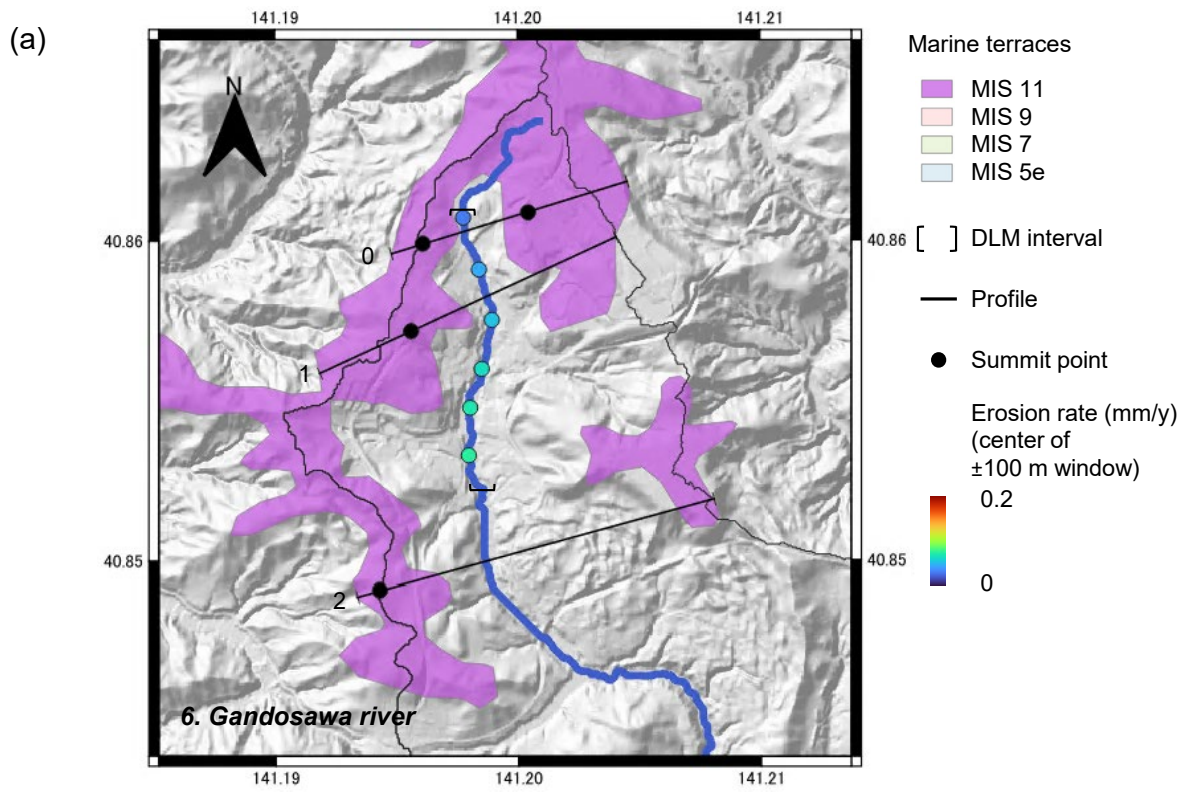 (a)
141.19 141.20 141.21
Marine terraces
N
MIS 11
MIS 9
MIS 7
MIS 5e
40.86 40.86
0
DLM interval
Profile
1
Summit point
Erosion rate (mm/y)
(center of
±100 m window)
0.2
0
40.85 40.85
2
6. Gandosawa river
141.19 141.20 141.21